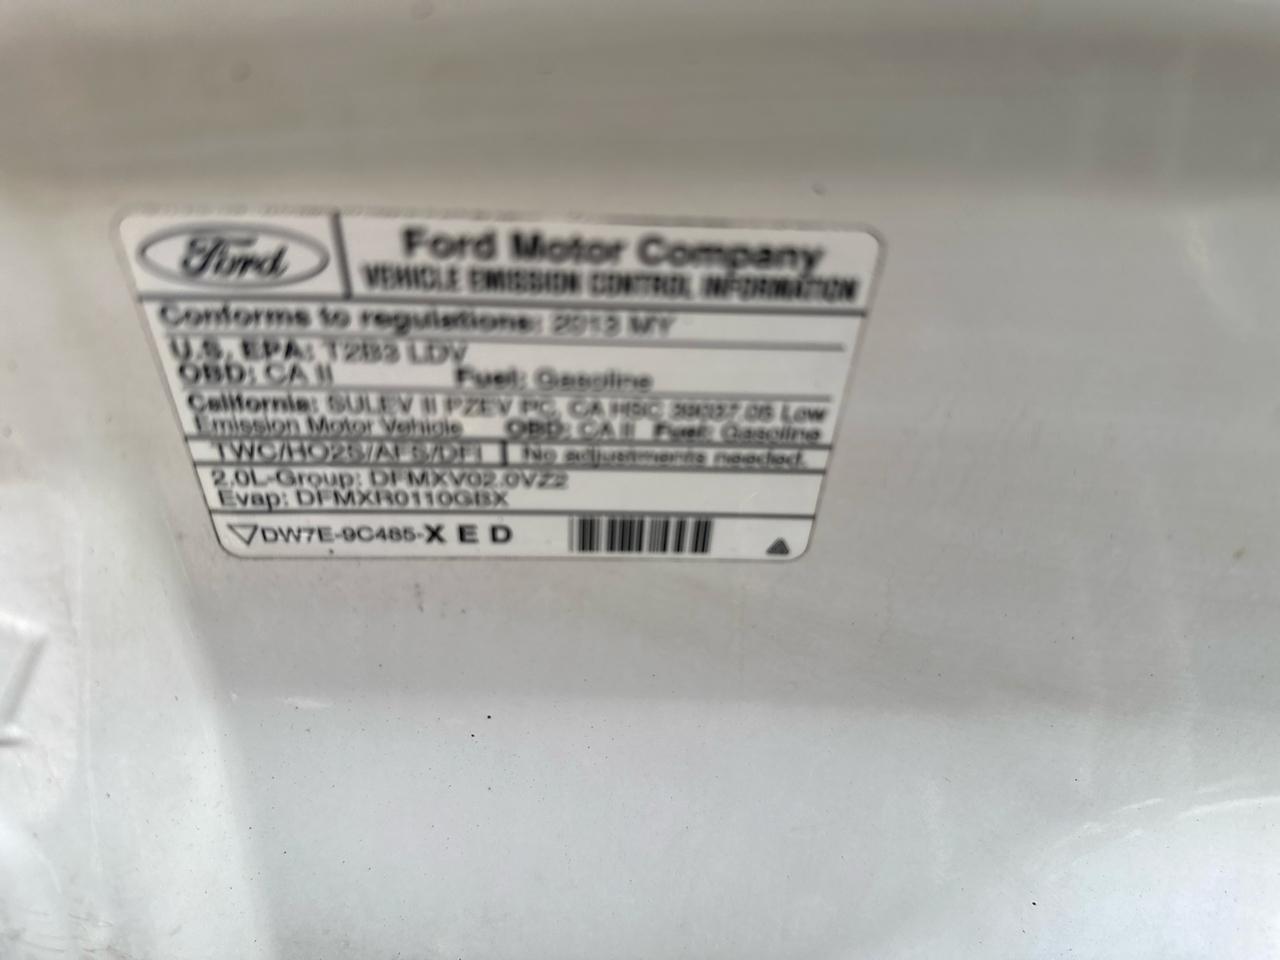 Ford
Ford Motor Company
VEHICLE EMISSION CONTROL INFORMATION
Conforms to regulations: 2013 MY
U.S. EPA: T2B3 LDV
OBD: CA II Fuel: Gasoline
California: SULEV II PZEV PC, CA HSC Low
Emission Motor Vehicle OBD: CA II Fuel: Gasoline
TWC/HO2S/AFS/DFI No adjustments needed.
2.0L-Group: DFMXV02.0VZ2
Evap: DFMXR0110GBX
DW7E-9C485-XED